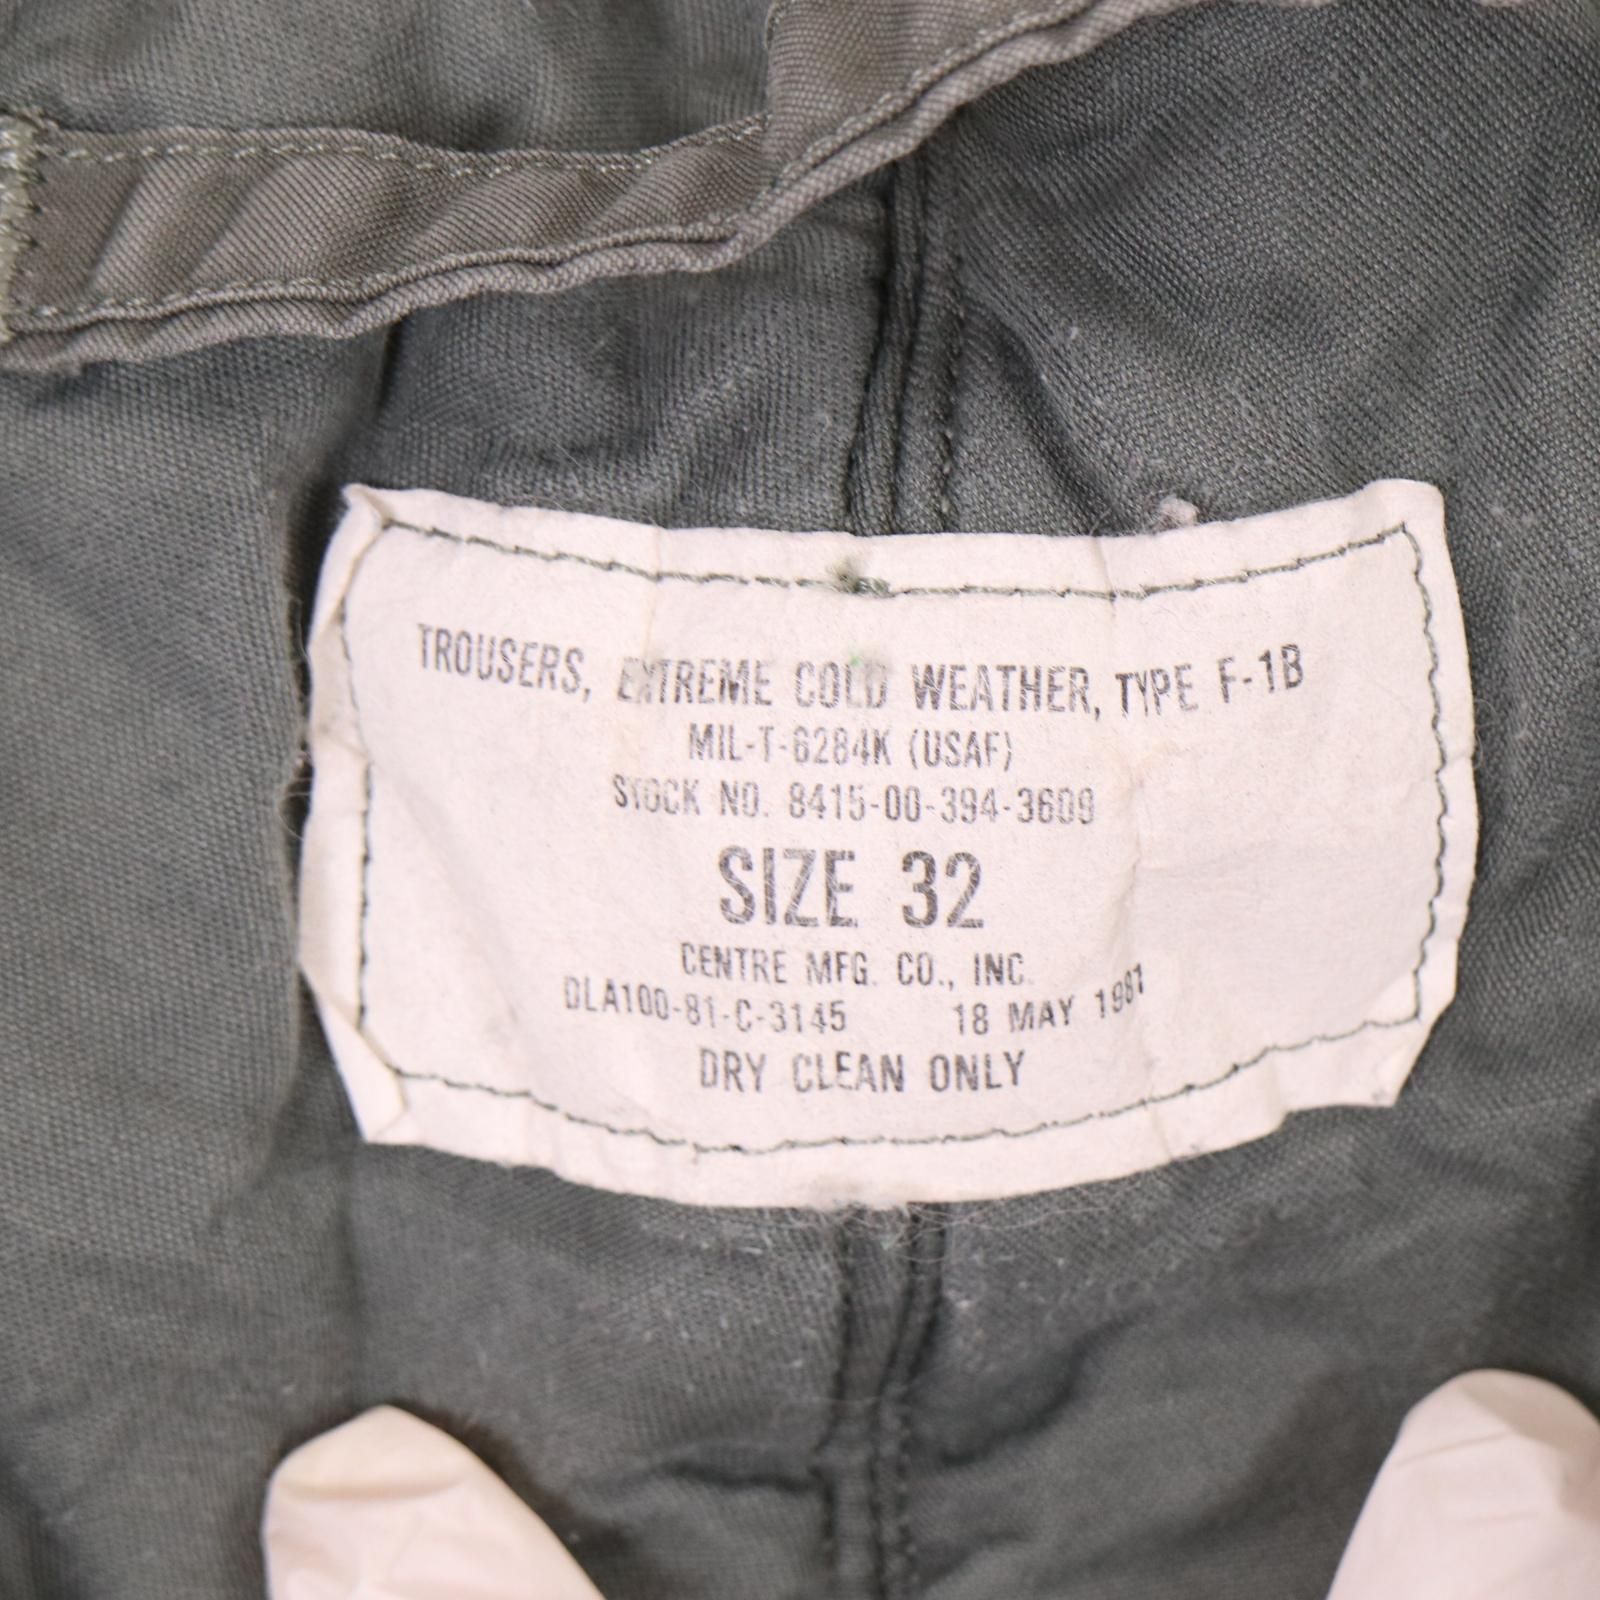 TROUSERS, EXTREME COLD WEATHER, TYPE F-1B
MIL-T-6284K (USAF)
STOCK NO. 8415-00-394-3609
SIZE 32
CENTRE MFG. CO., INC.
DLA100-81-C-3145 18 MAY 1981
DRY CLEAN ONLY